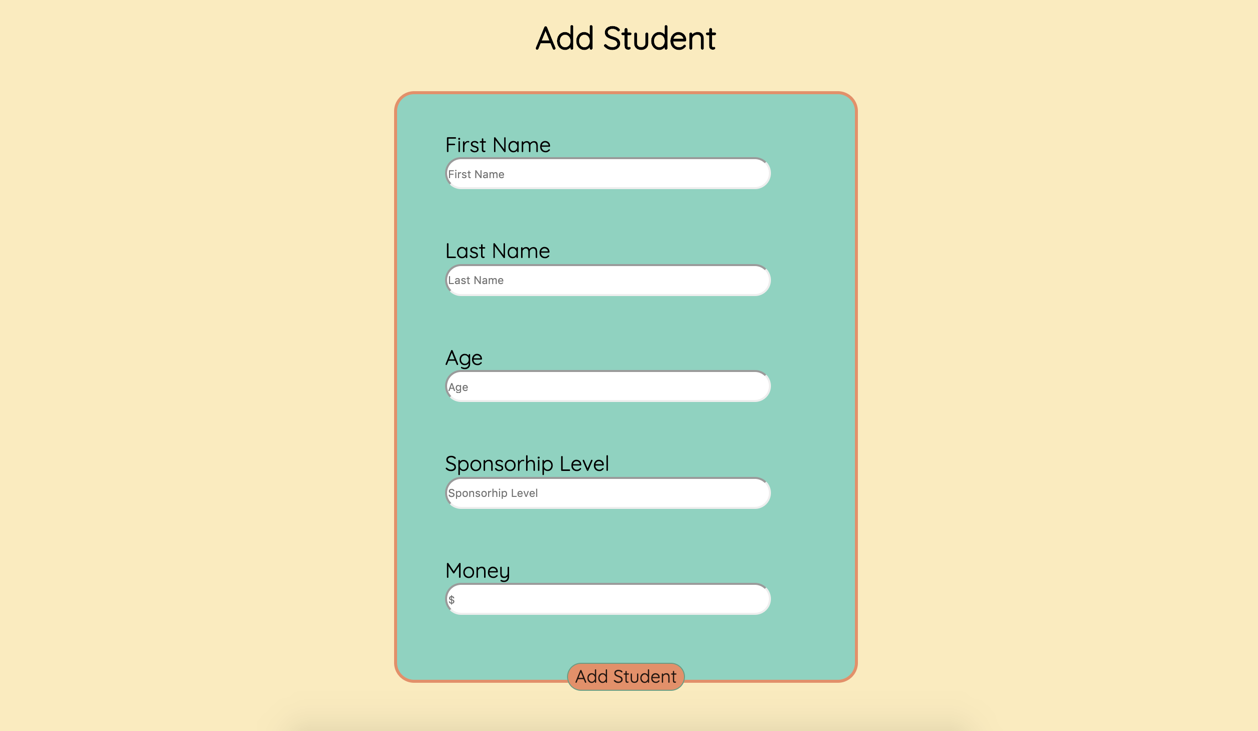 Add Student
First Name
First Name
Last Name
Last Name
Age
Age
Sponsorhip Level
Sponsorhip Level
Money
$
Add Student